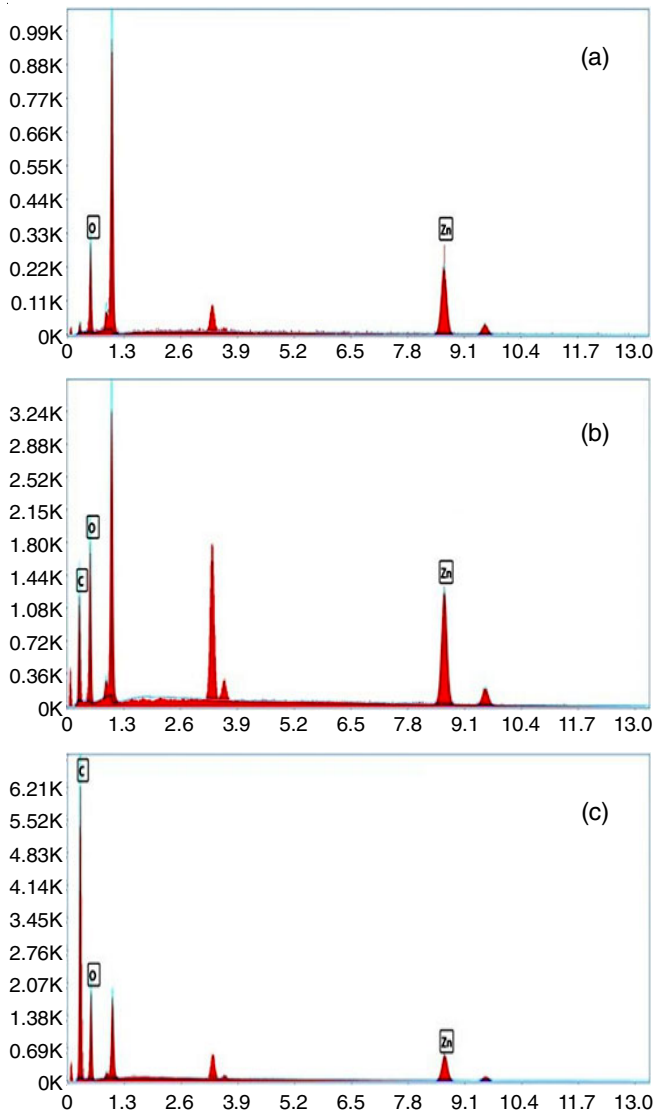 0.99K
(a)
0.88K
0.77K
0.66K
0.55K
0.44K
0.33K
O
Zn
0.22K
0.11K
0K
0 1.3 2.6 3.9 5.2 6.5 7.8 9.1 10.4 11.7 13.0
3.24K
(b)
2.88K
2.52K
2.15K
1.80K
O
1.44K
C
Zn
1.08K
0.72K
0.36K
0K
0 1.3 2.6 3.9 5.2 6.5 7.8 9.1 10.4 11.7 13.0
C
6.21K
(c)
5.52K
4.83K
4.14K
3.45K
2.76K
O
2.07K
1.38K
Zn
0.69K
0K
0 1.3 2.6 3.9 5.2 6.5 7.8 9.1 10.4 11.7 13.0